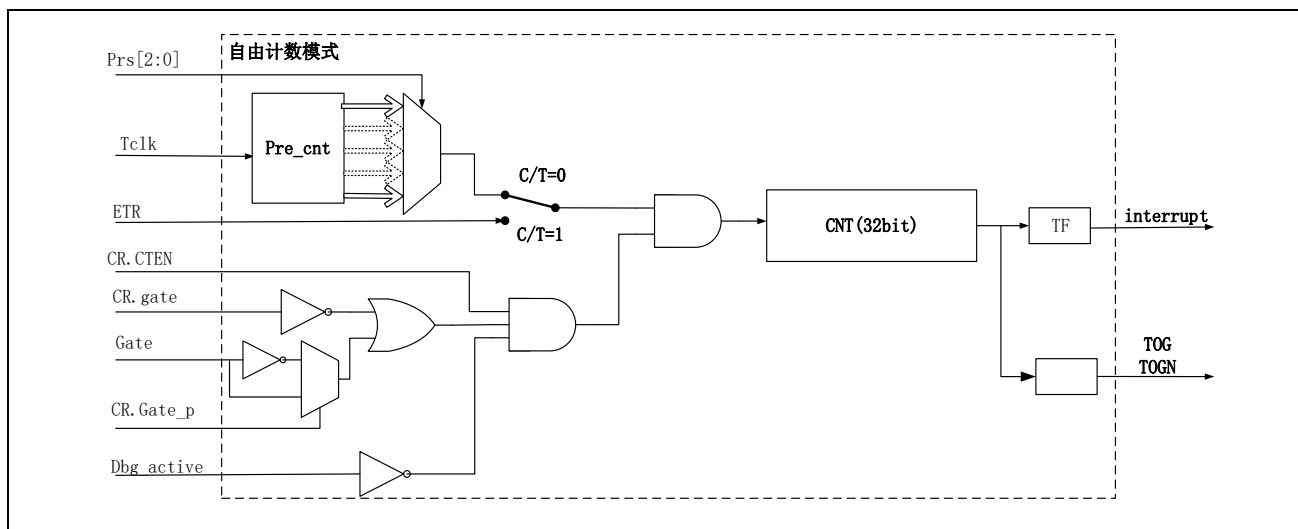 自由计数模式
Prs[2:0]
Pre_cnt
Tclk
C/T=0
ETR
C/T=1
CNT(32bit)
TF
interrupt
CR.CTEN
CR.gate
Gate
TOG
TOGN
CR.Gate_p
Dbg_active